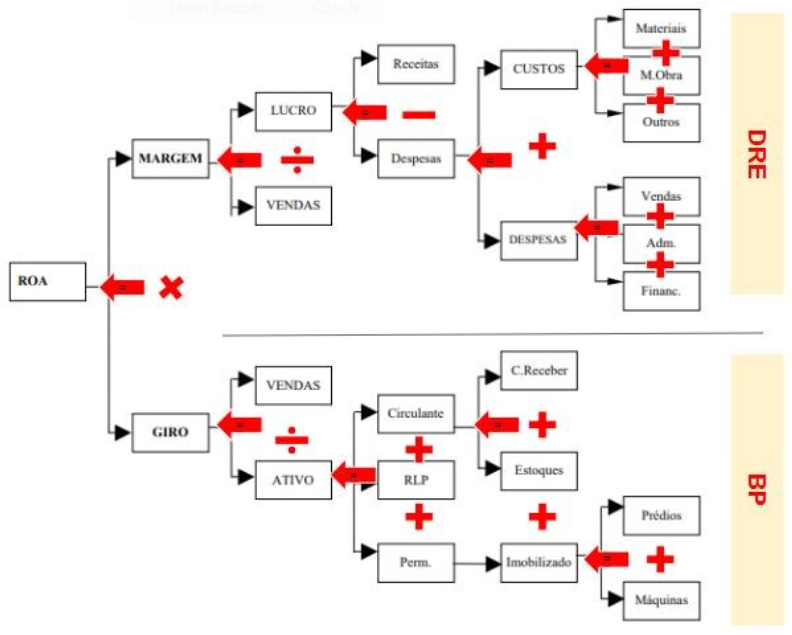 Materiais
Receitas
CUSTOS
M.Obra
LUCRO
Outros
MARGEM
Despesas
DRE
VENDAS
Vendas
DESPESAS
Adm.
ROA
Financ.
C.Receber
VENDAS
Circulante
GIRO
Estoques
ATIVO
RLP
BP
Prédios
Perm.
Imobilizado
Máquinas